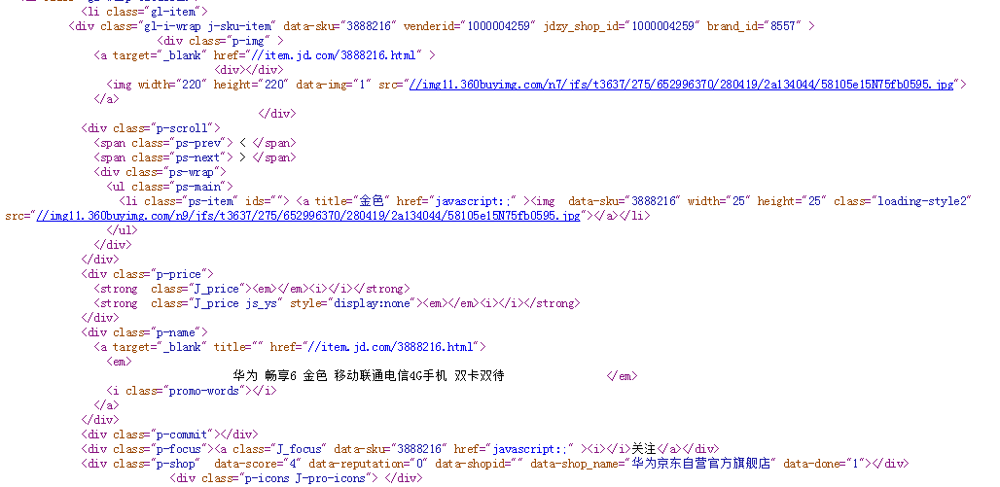 <li class="gl-item">
<div class="gl-i-wrap j-sku-item" data-sku="3888216" venderid="1000004259" jdzy_shop_id="1000004259" brand_id="8557" >
<div class="p-img" >
<a target="_blank" href="//item.jd.com/3888216.html" >
<div></div>
<img width="220" height="220" data-img="1" src="//img11.360buyimg.com/n7/jfs/t3637/275/652996370/280419/2a134044/58105e15N75fb0595.jpg">
</a>
</div>
<div class="p-scroll">
<span class="ps-prev"> < </span>
<span class="ps-next"> > </span>
<div class="ps-wrap">
<ul class="ps-main">
<li class="ps-item" ids=""> <a title="金色" href="javascript:;" ><img  data-sku="3888216" width="25" height="25" class="loading-style2"
src="//img11.360buyimg.com/n9/jfs/t3637/275/652996370/280419/2a134044/58105e15N75fb0595.jpg"></a></li>
</ul>
</div>
</div>
<div class="p-price">
<strong  class="J_price"><em></em><i></i></strong>
<strong  class="J_price js_ys" style="display:none"><em></em><i></i></strong>
</div>
<div class="p-name">
<a target="_blank" title="" href="//item.jd.com/3888216.html">
<em>
华为 畅享6 金色 移动联通电信4G手机 双卡双待 </em>
<i class="promo-words"></i>
</a>
</div>
<div class="p-commit"></div>
<div class="p-focus"><a class="J_focus" data-sku="3888216" href="javascript:;" ><i></i>关注</a></div>
<div class="p-shop"  data-score="4" data-reputation="0" data-shopid="" data-shop_name="华为京东自营官方旗舰店" data-done="1"></div>
<div class="p-icons J-pro-icons"> </div>